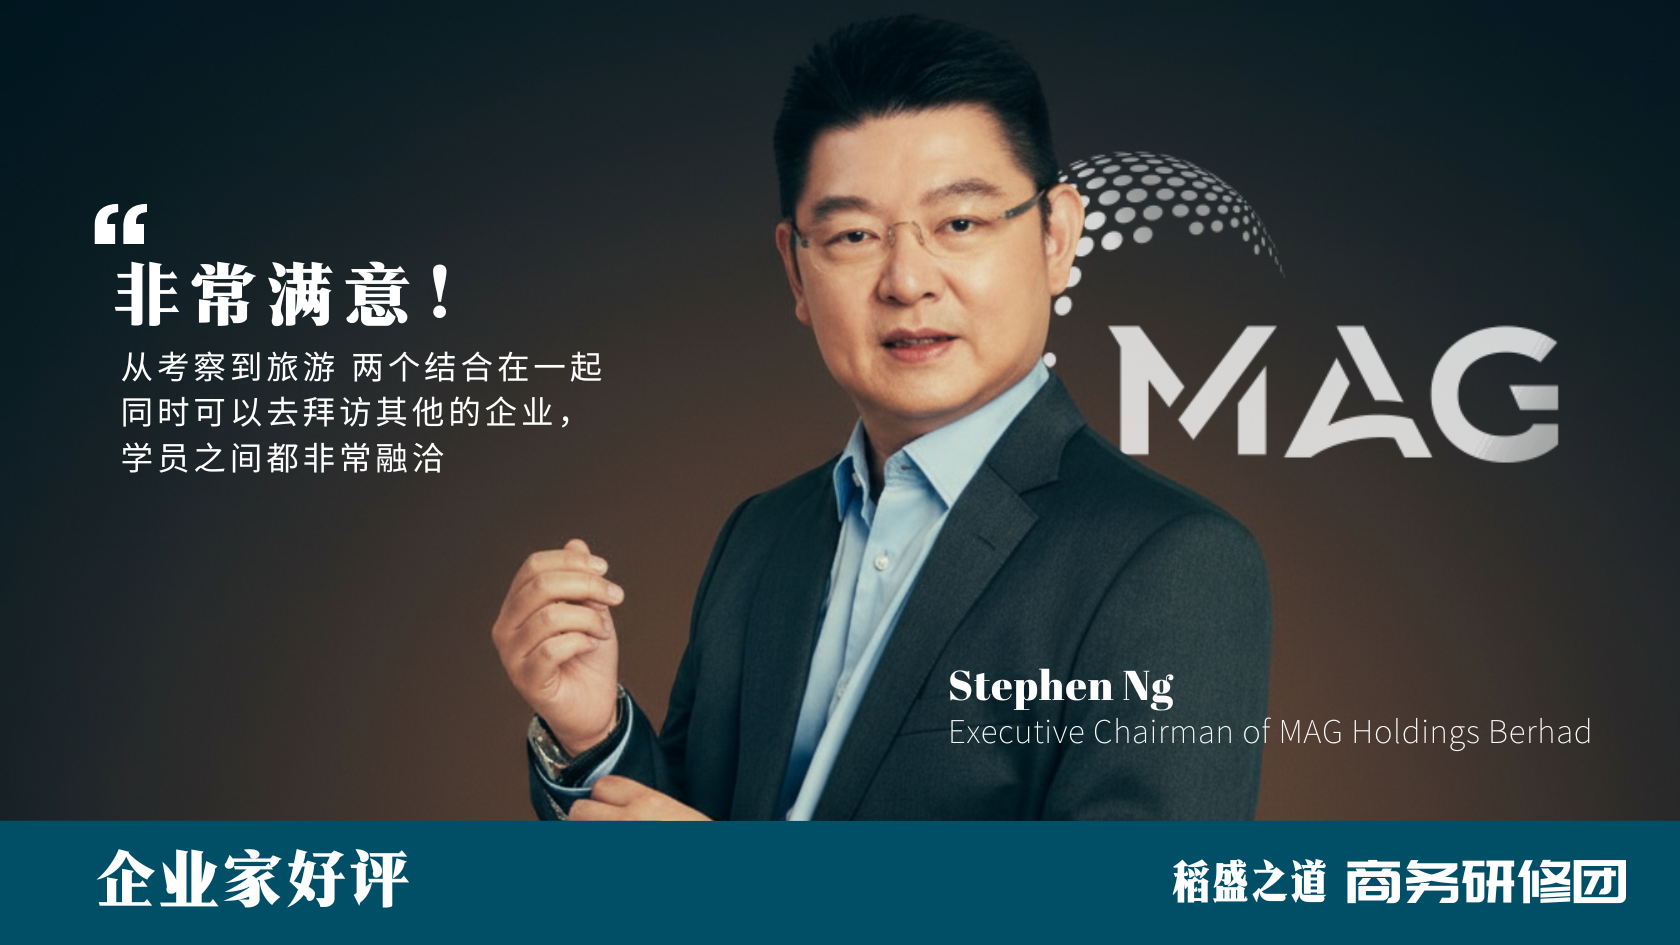 “
非常满意！
从考察到旅游 两个结合在一起
同时可以去拜访其他的企业，
学员之间都非常融洽
MAG
Stephen Ng
Executive Chairman of MAG Holdings Berhad
企业家好评
稻盛之道 商务研修团